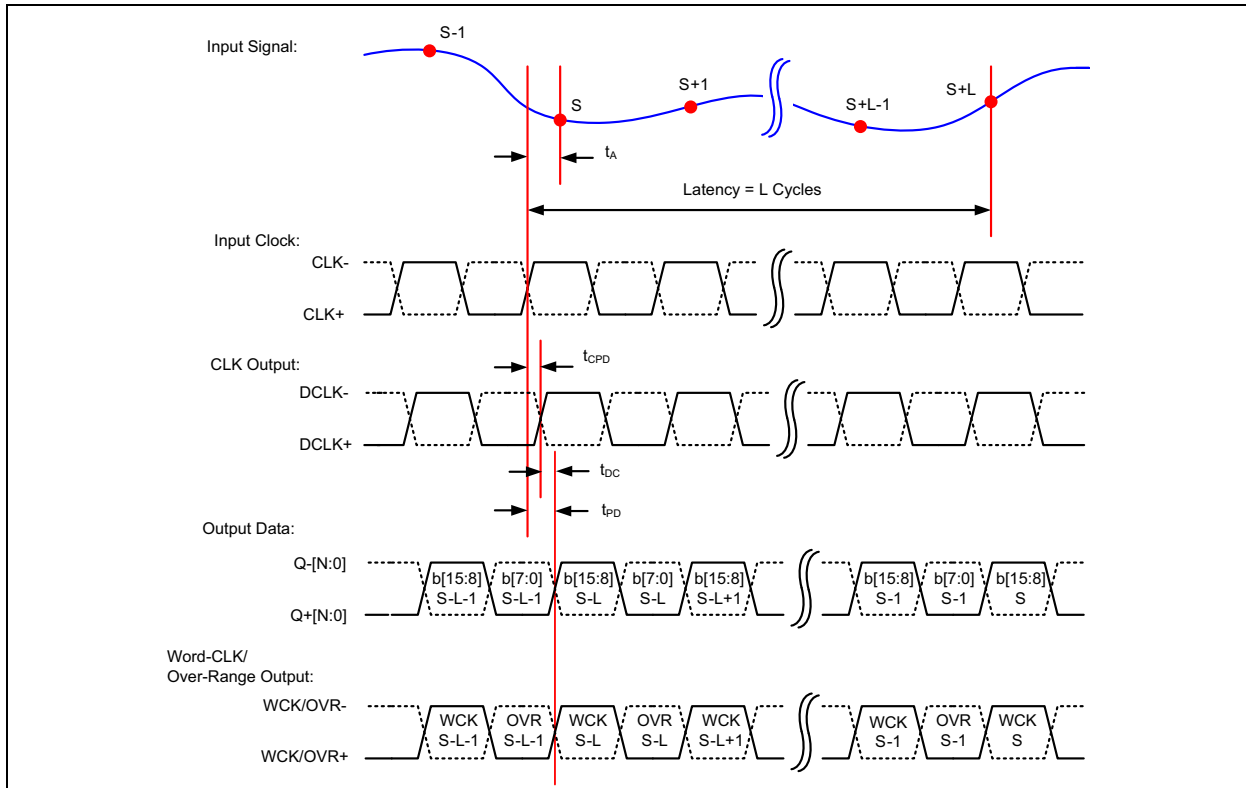 Input Signal:
S-1
S
S+1
S+L-1
S+L
tA
Latency = L Cycles
Input Clock:
CLK-
CLK+
tCPD
CLK Output:
DCLK-
DCLK+
tDC
tPD
Output Data:
Q-[N:0]
Q+[N:0]
b[15:8] b[7:0] b[15:8] b[7:0] b[15:8] b[15:8] b[7:0] b[15:8]
S-L-1 S-L-1 S-L S-L S-L+1 S-1 S-1 S
Word-CLK/
Over-Range Output:
WCK/OVR-
WCK/OVR+
WCK OVR WCK OVR WCK WCK OVR WCK
S-L-1 S-L-1 S-L S-L S-L+1 S-1 S-1 S